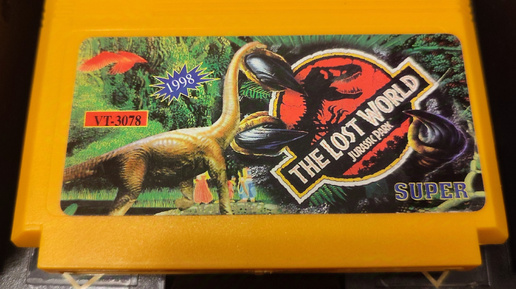 1998
VT-3078
THE LOST WORLD
JURASSIC PARK
SUPER